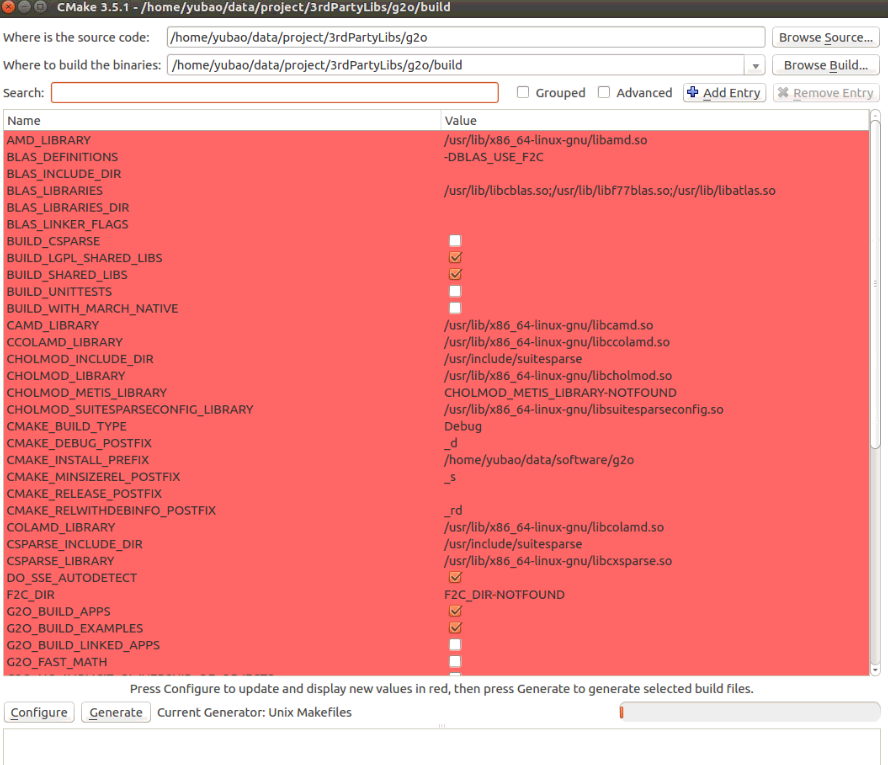 CMake 3.5.1 - /home/yubao/data/project/3rdPartyLibs/g2o/build
Where is the source code: /home/yubao/data/project/3rdPartyLibs/g2o Browse Source...
Where to build the binaries: /home/yubao/data/project/3rdPartyLibs/g2o/build Browse Build...
Search: Grouped Advanced Add Entry Remove Entry
Name Value
AMD_LIBRARY /usr/lib/x86_64-linux-gnu/libamd.so
BLAS_DEFINITIONS -DBLAS_USE_F2C
BLAS_INCLUDE_DIR
BLAS_LIBRARIES /usr/lib/libcblas.so;/usr/lib/libf77blas.so;/usr/lib/libatlas.so
BLAS_LIBRARIES_DIR
BLAS_LINKER_FLAGS
BUILD_CSPARSE
BUILD_LGPL_SHARED_LIBS
BUILD_SHARED_LIBS
BUILD_UNITTESTS
BUILD_WITH_MARCH_NATIVE
CAMD_LIBRARY /usr/lib/x86_64-linux-gnu/libcamd.so
CCOLAMD_LIBRARY /usr/lib/x86_64-linux-gnu/libccolamd.so
CHOLMOD_INCLUDE_DIR /usr/include/suitesparse
CHOLMOD_LIBRARY /usr/lib/x86_64-linux-gnu/libcholmod.so
CHOLMOD_METIS_LIBRARY CHOLMOD_METIS_LIBRARY-NOTFOUND
CHOLMOD_SUITESPARSECONFIG_LIBRARY /usr/lib/x86_64-linux-gnu/libsuitesparseconfig.so
CMAKE_BUILD_TYPE Debug
CMAKE_DEBUG_POSTFIX _d
CMAKE_INSTALL_PREFIX /home/yubao/data/software/g2o
CMAKE_MINSIZEREL_POSTFIX _s
CMAKE_RELEASE_POSTFIX
CMAKE_RELWITHDEBINFO_POSTFIX _rd
COLAMD_LIBRARY /usr/lib/x86_64-linux-gnu/libcolamd.so
CSPARSE_INCLUDE_DIR /usr/include/suitesparse
CSPARSE_LIBRARY /usr/lib/x86_64-linux-gnu/libcxsparse.so
DO_SSE_AUTODETECT
F2C_DIR F2C_DIR-NOTFOUND
G2O_BUILD_APPS
G2O_BUILD_EXAMPLES
G2O_BUILD_LINKED_APPS
G2O_FAST_MATH
Press Configure to update and display new values in red, then press Generate to generate selected build files.
Configure Generate Current Generator: Unix Makefiles